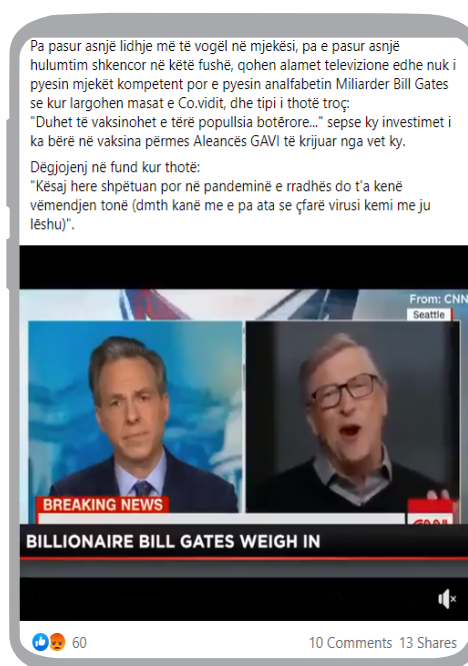 Pa pasur asnjë lidhje më të vogël në mjekësi, pa e pasur asnjë
hulumtim shkencor në këtë fushë, qohen alamet televizione edhe nuk i
pyesin mjekët kompetent por e pyesin analfabetin Miliarder Bill Gates
se kur largohen masat e Co.vidit, dhe tipi i thotë troç:
"Duhet të vaksinohet e tërë popullsia botërore..." sepse ky investimet i
ka bërë në vaksina përmes Aleancës GAVI të krijuar nga vet ky.
Dëgjojenj në fund kur thotë:
"Kësaj here shpëtuan por në pandeminë e rradhës do t'a kenë
vëmendjen tonë (dmth kanë me e pa ata se çfarë virusi kemi me ju
lëshu)".
From: CNN
Seattle
BREAKING NEWS
CNN
BILLIONAIRE BILL GATES WEIGH IN
60
10 Comments 13 Shares